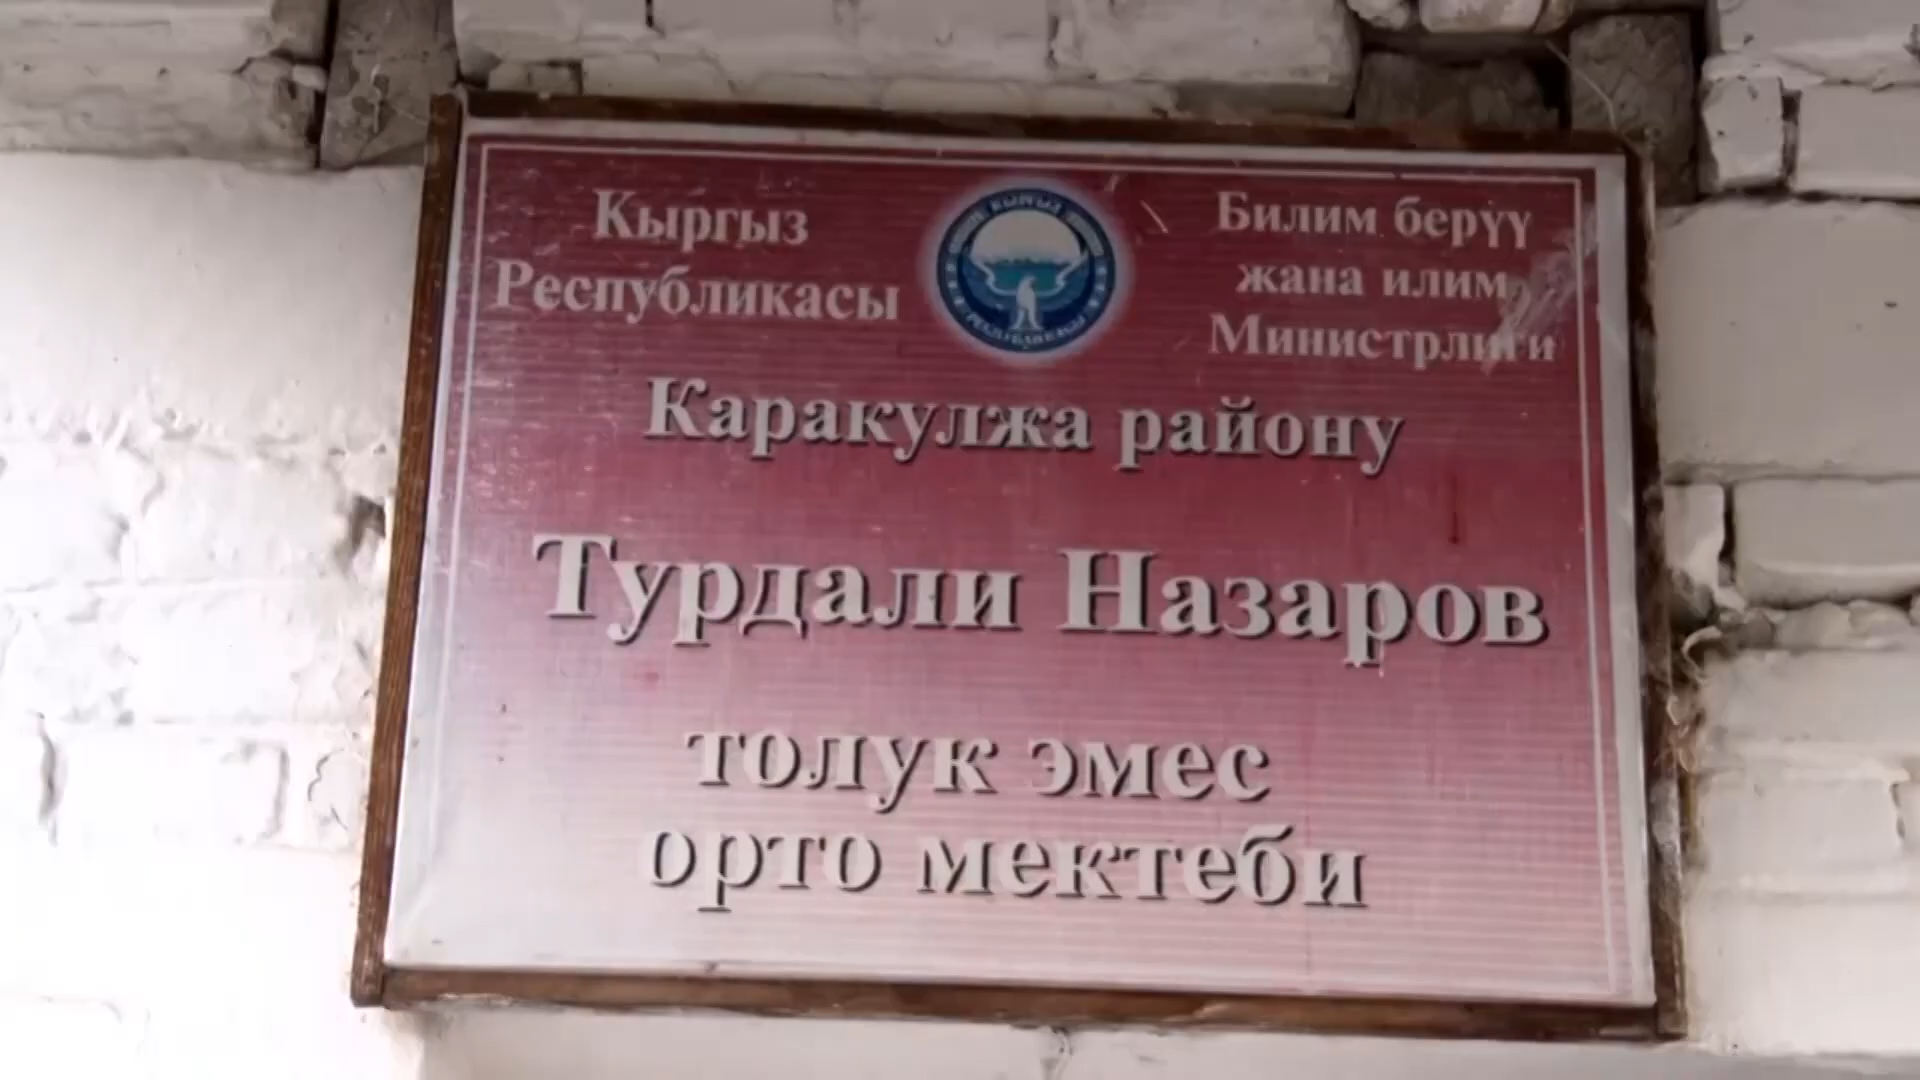 Кыргыз
Республикасы
Билим берүү
жана илим
Министрлиги
Каракулжа району
Турдали Назаров
толук эмес
орто мектеби